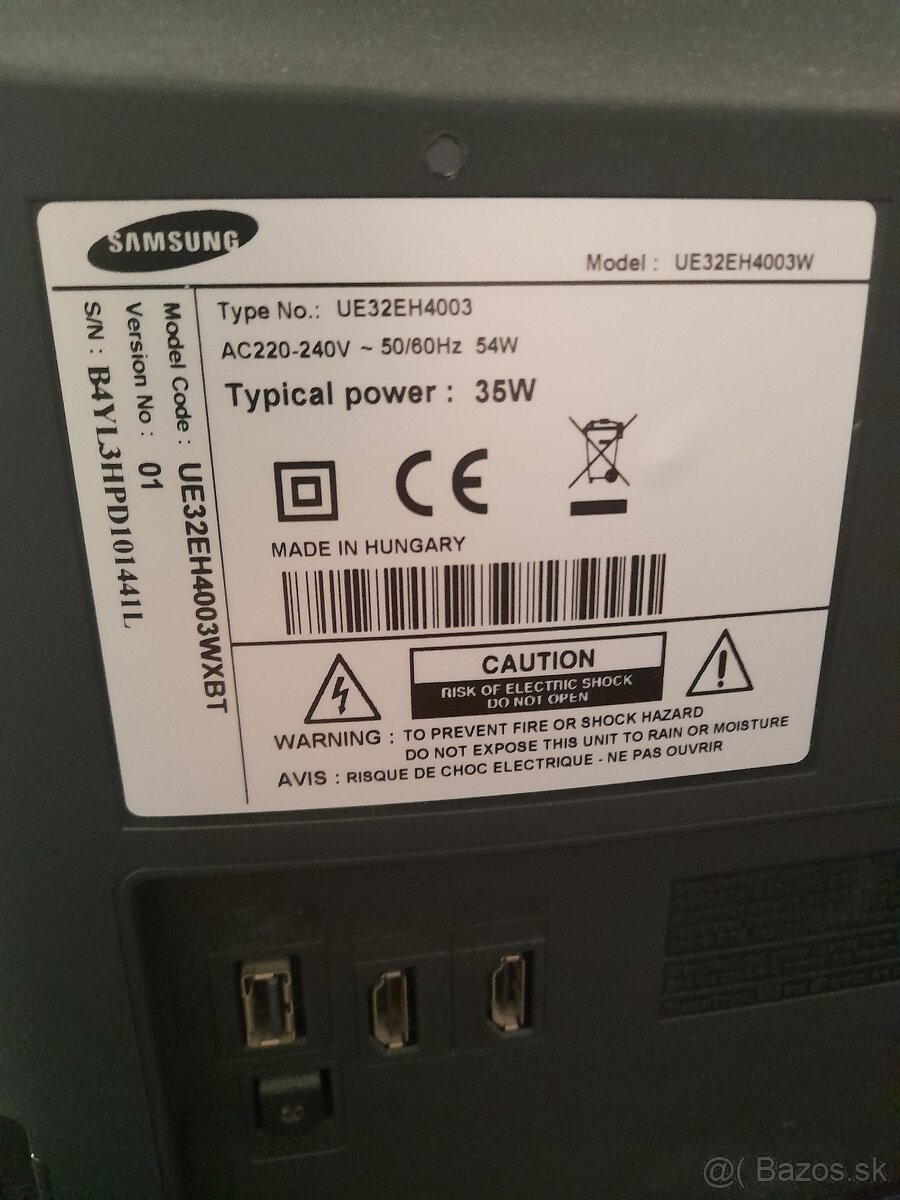 SAMSUNG
Model : UE32EH4003W
Type No.: UE32EH4003
AC220-240V ~ 50/60Hz 54W
Typical power : 35W
CE
MADE IN HUNGARY
Model Code : UE32EH4003WXBT
Version No : 01
S/N : B4YL3HPD101441L
CAUTION
RISK OF ELECTRIC SHOCK
DO NOT OPEN
WARNING : TO PREVENT FIRE OR SHOCK HAZARD
DO NOT EXPOSE THIS UNIT TO RAIN OR MOISTURE
AVIS : RISQUE DE CHOC ELECTRIQUE - NE PAS OUVRIR
@( Bazos.sk